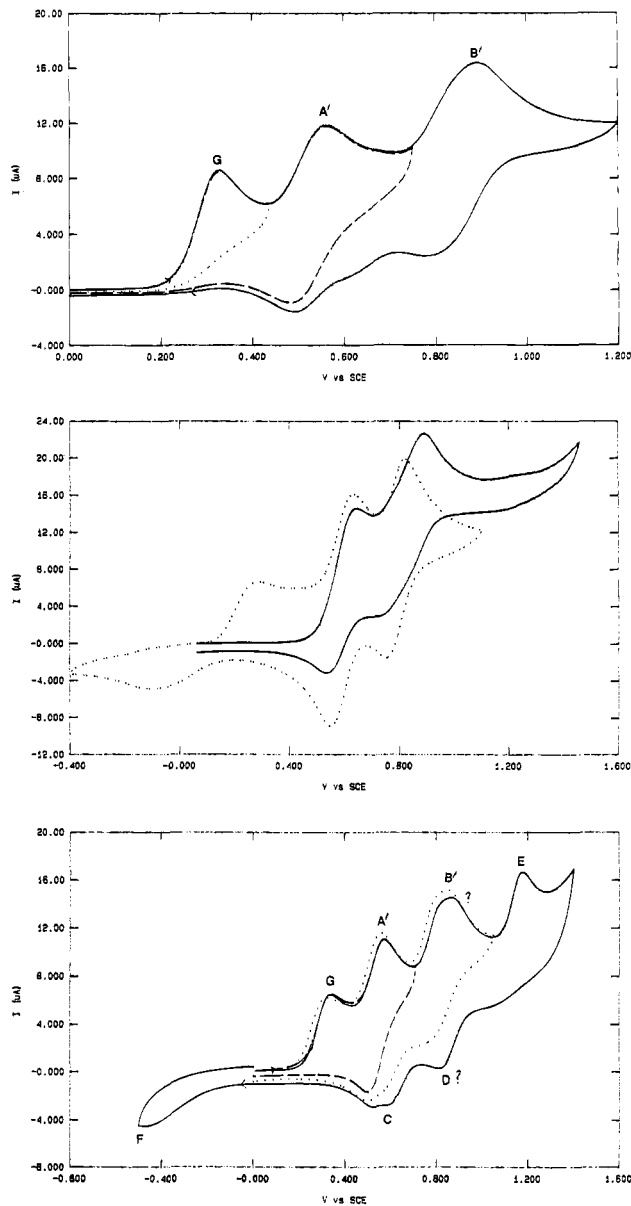 20.00
16.00
12.00
8.000
4.000
-0.000
-4.000
I (uA)
G
A'
B'
0.000 0.200 0.400 0.600 0.800 1.000 1.200
V vs SCE
24.00
20.00
16.00
12.00
8.000
4.000
-0.000
-4.000
-8.000
-12.00
I (uA)
-0.400 -0.000 0.400 0.800 1.200 1.600
V vs SCE
20.00
16.00
12.00
8.000
4.000
-0.000
-4.000
-8.000
I (uA)
E
B'
?
A'
G
D ?
C
F
-0.800 -0.400 -0.000 0.400 0.800 1.200 1.600
V vs SCE